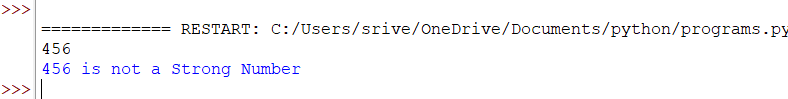 >>>
============= RESTART: C:/Users/srive/OneDrive/Documents/python/programs.py
456
456 is not a Strong Number
>>>